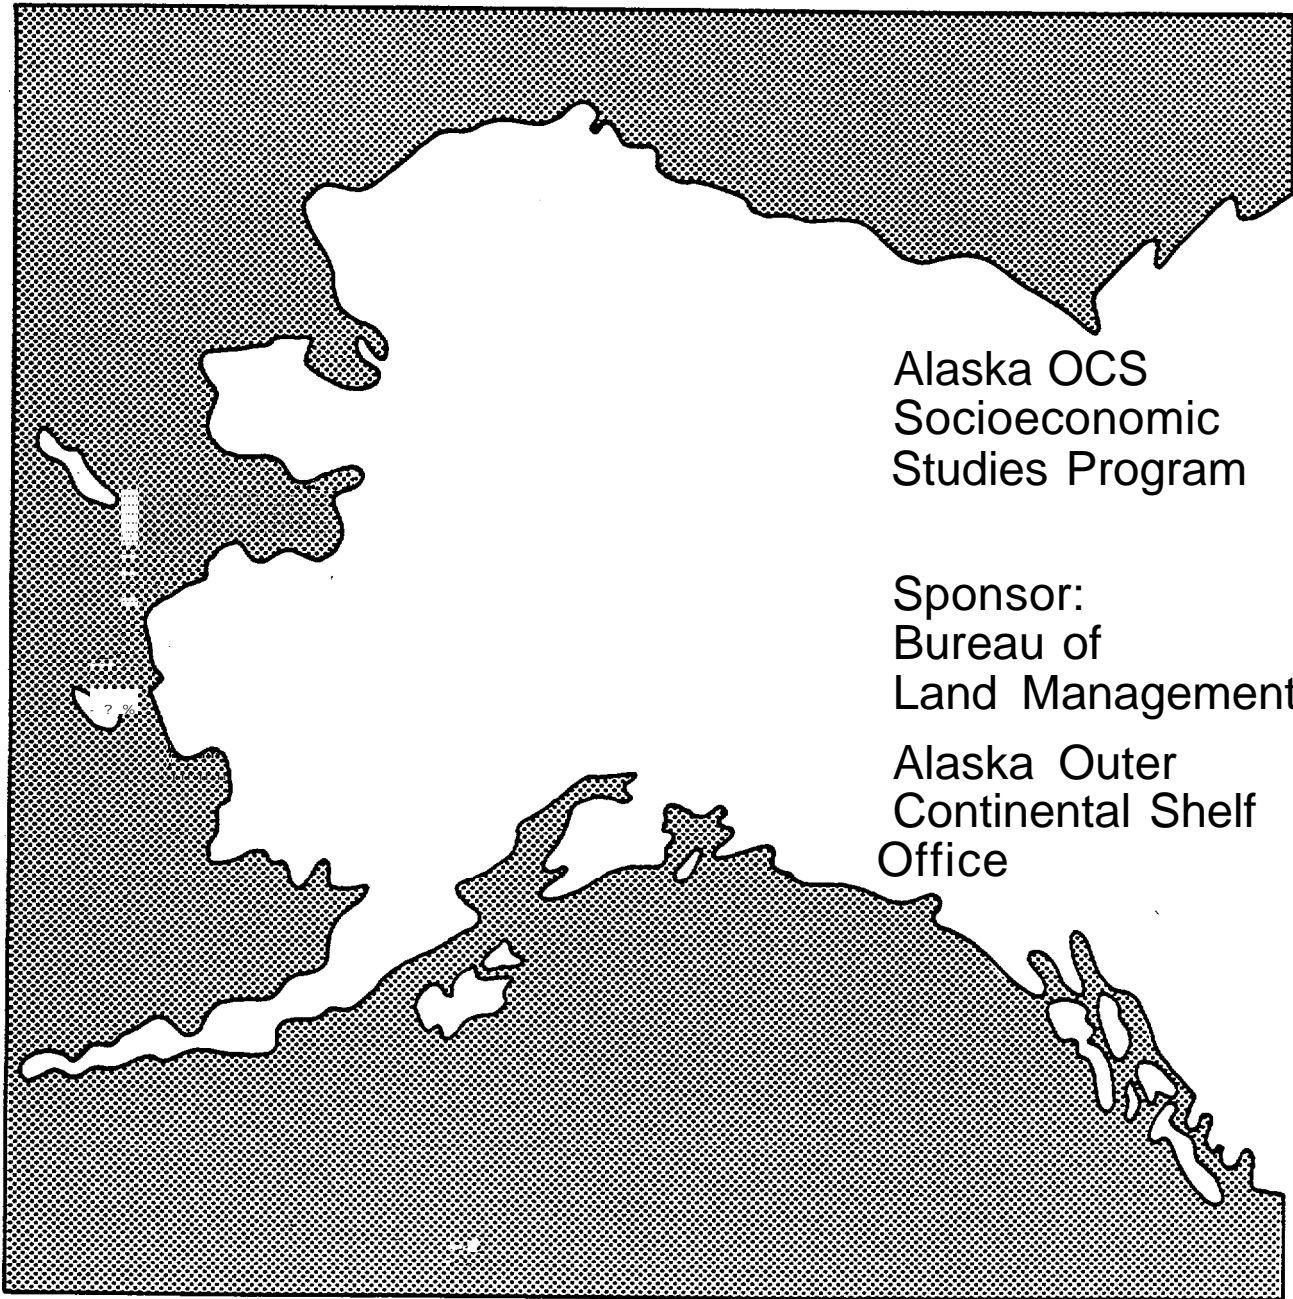 Alaska OCS
Socioeconomic
Studies Program
Sponsor:
Bureau of
Land Management
Alaska Outer
Continental Shelf
Office
- ? %